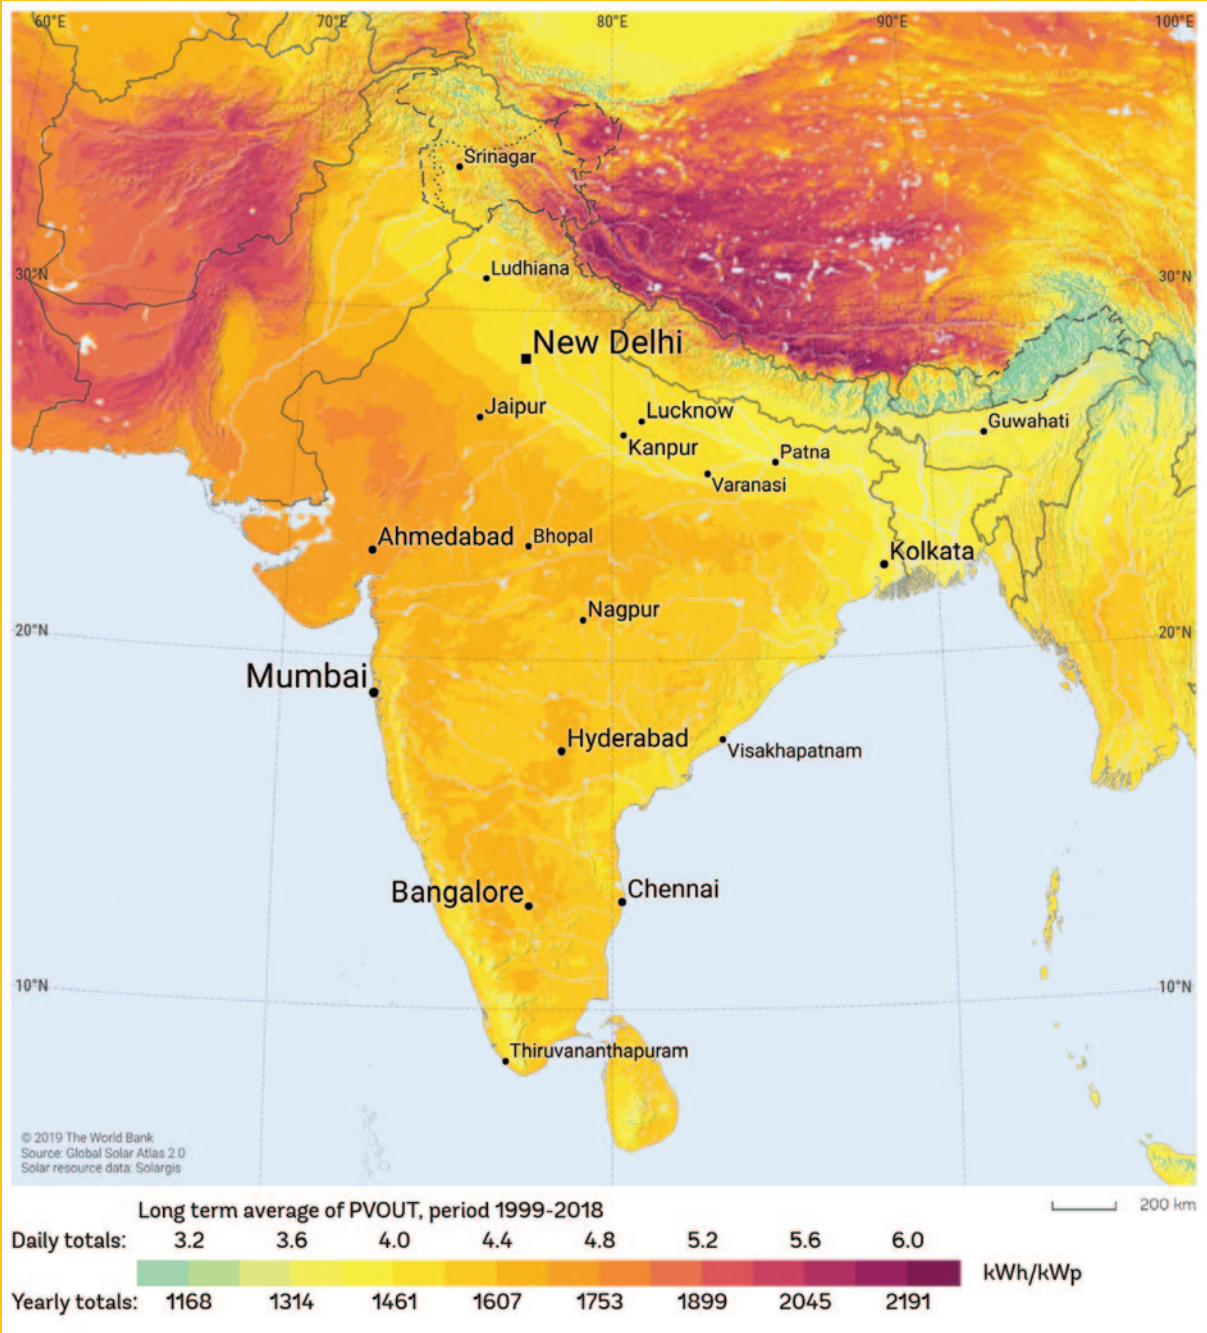 60°E 70°E 80°E 90°E 100°E
Srinagar
30°N 30°N
Ludhiana
New Delhi
Jaipur
Lucknow
Guwahati
Kanpur
Patna
Varanasi
Ahmedabad
Bhopal
Kolkata
Nagpur
20°N 20°N
Mumbai
Hyderabad
Visakhapatnam
Bangalore
Chennai
10°N 10°N
Thiruvananthapuram
© 2019 The World Bank
Source: Global Solar Atlas 2.0
Solar resource data: Solargis
Long term average of PVOUT, period 1999-2018
200 km
Daily totals: 3.2 3.6 4.0 4.4 4.8 5.2 5.6 6.0
kWh/kWp
Yearly totals: 1168 1314 1461 1607 1753 1899 2045 2191